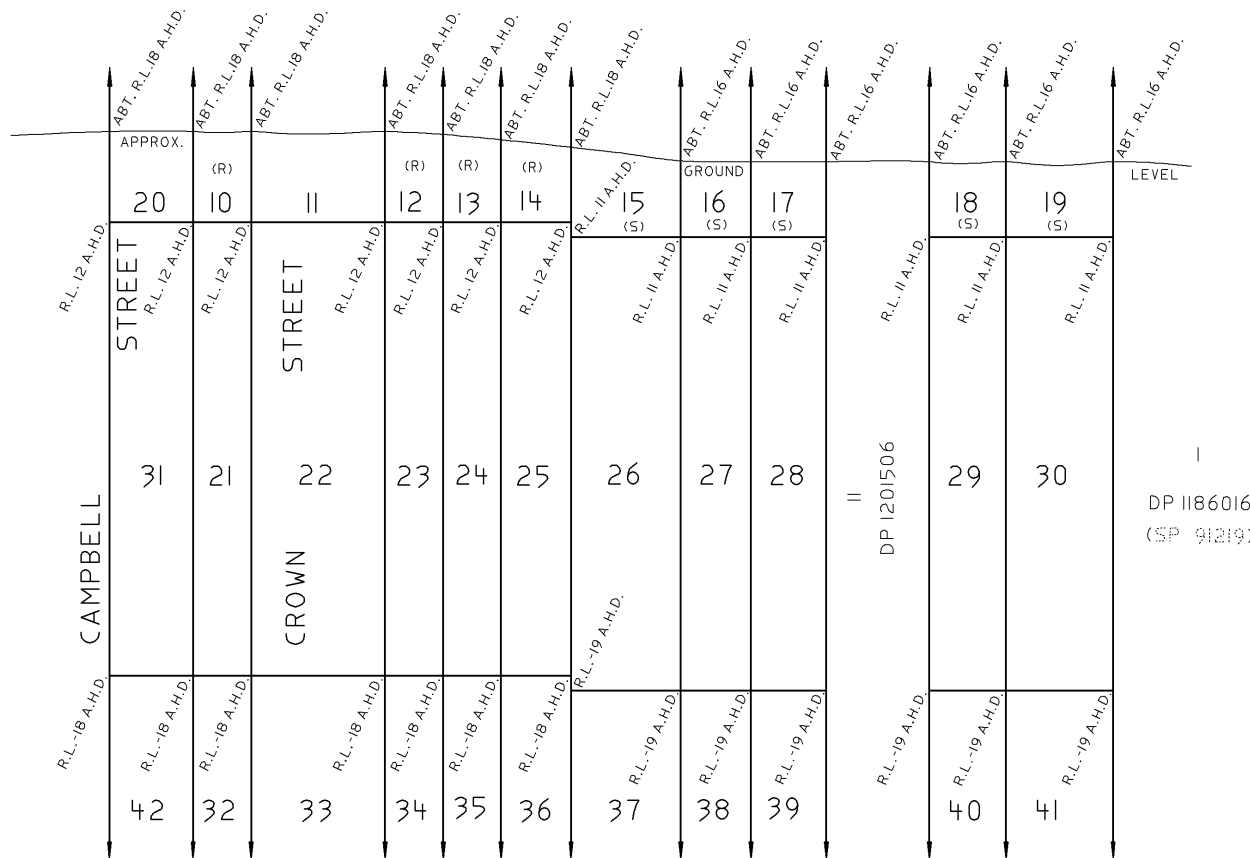 ABT. R.L.18 A.H.D.
ABT. R.L.18 A.H.D.
ABT. R.L.18 A.H.D.
ABT. R.L.18 A.H.D.
ABT. R.L.18 A.H.D.
ABT. R.L.18 A.H.D.
ABT. R.L.18 A.H.D.
ABT. R.L.16 A.H.D.
ABT. R.L.16 A.H.D.
ABT. R.L.16 A.H.D.
ABT. R.L.16 A.H.D.
ABT. R.L.16 A.H.D.
ABT. R.L.16 A.H.D.
APPROX.
GROUND
LEVEL
(R)
(R)
(R)
(R)
20
10
11
12
13
14
15
16
17
18
19
(S)
(S)
(S)
(S)
(S)
R.L. 11 A.H.D.
R.L. 12 A.H.D.
R.L. 12 A.H.D.
R.L. 12 A.H.D.
R.L. 12 A.H.D.
R.L. 12 A.H.D.
R.L. 12 A.H.D.
R.L. 12 A.H.D.
R.L. 11 A.H.D.
R.L. 11 A.H.D.
R.L. 11 A.H.D.
R.L. 11 A.H.D.
R.L. 11 A.H.D.
R.L. 11 A.H.D.
CAMPBELL STREET
CROWN STREET
31
21
22
23
24
25
26
27
28
11
DP 1201506
29
30
1
DP 1186016
(SP 91219)
R.L.-19 A.H.D.
R.L.-18 A.H.D.
R.L.-18 A.H.D.
R.L.-18 A.H.D.
R.L.-18 A.H.D.
R.L.-18 A.H.D.
R.L.-18 A.H.D.
R.L.-18 A.H.D.
R.L.-19 A.H.D.
R.L.-19 A.H.D.
R.L.-19 A.H.D.
R.L.-19 A.H.D.
R.L.-19 A.H.D.
R.L.-19 A.H.D.
42
32
33
34
35
36
37
38
39
40
41